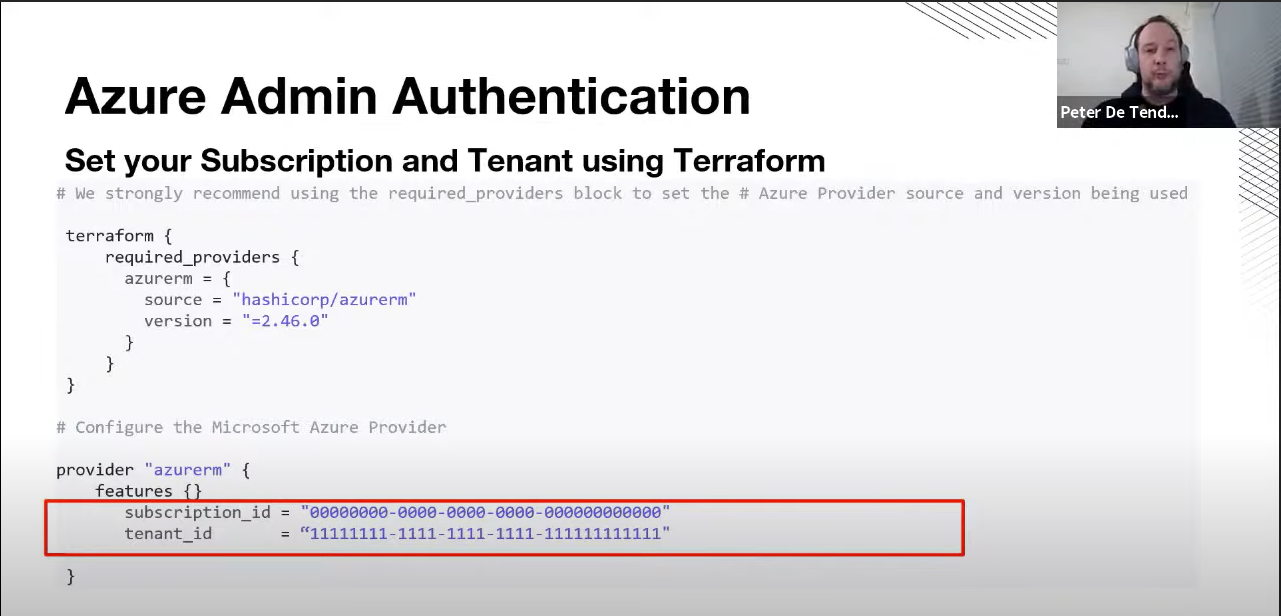 Azure Admin Authentication
Peter De Tend...
Set your Subscription and Tenant using Terraform
# We strongly recommend using the required_providers block to set the # Azure Provider source and version being used
terraform {
required_providers {
azurerm = {
source = "hashicorp/azurerm"
version = "=2.46.0"
}
}
}
# Configure the Microsoft Azure Provider
provider "azurerm" {
features {}
subscription_id = "00000000-0000-0000-0000-000000000000"
tenant_id = “11111111-1111-1111-1111-111111111111"
}